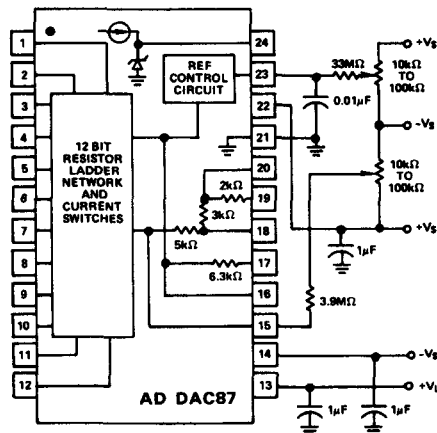 1
2
3
4
5
6
7
8
9
10
11
12
12 BIT
RESISTOR
LADDER
NETWORK
AND
CURRENT
SWITCHES
REF
CONTROL
CIRCUIT
2kΩ
3kΩ
5kΩ
6.3kΩ
AD DAC87
24
23
22
21
20
19
18
17
16
15
14
13
33MΩ
0.01µF
10kΩ
TO
100kΩ
10kΩ
TO
100kΩ
1µF
3.9MΩ
1µF
1µF
+VS
-VS
+VS
-VS
+VL